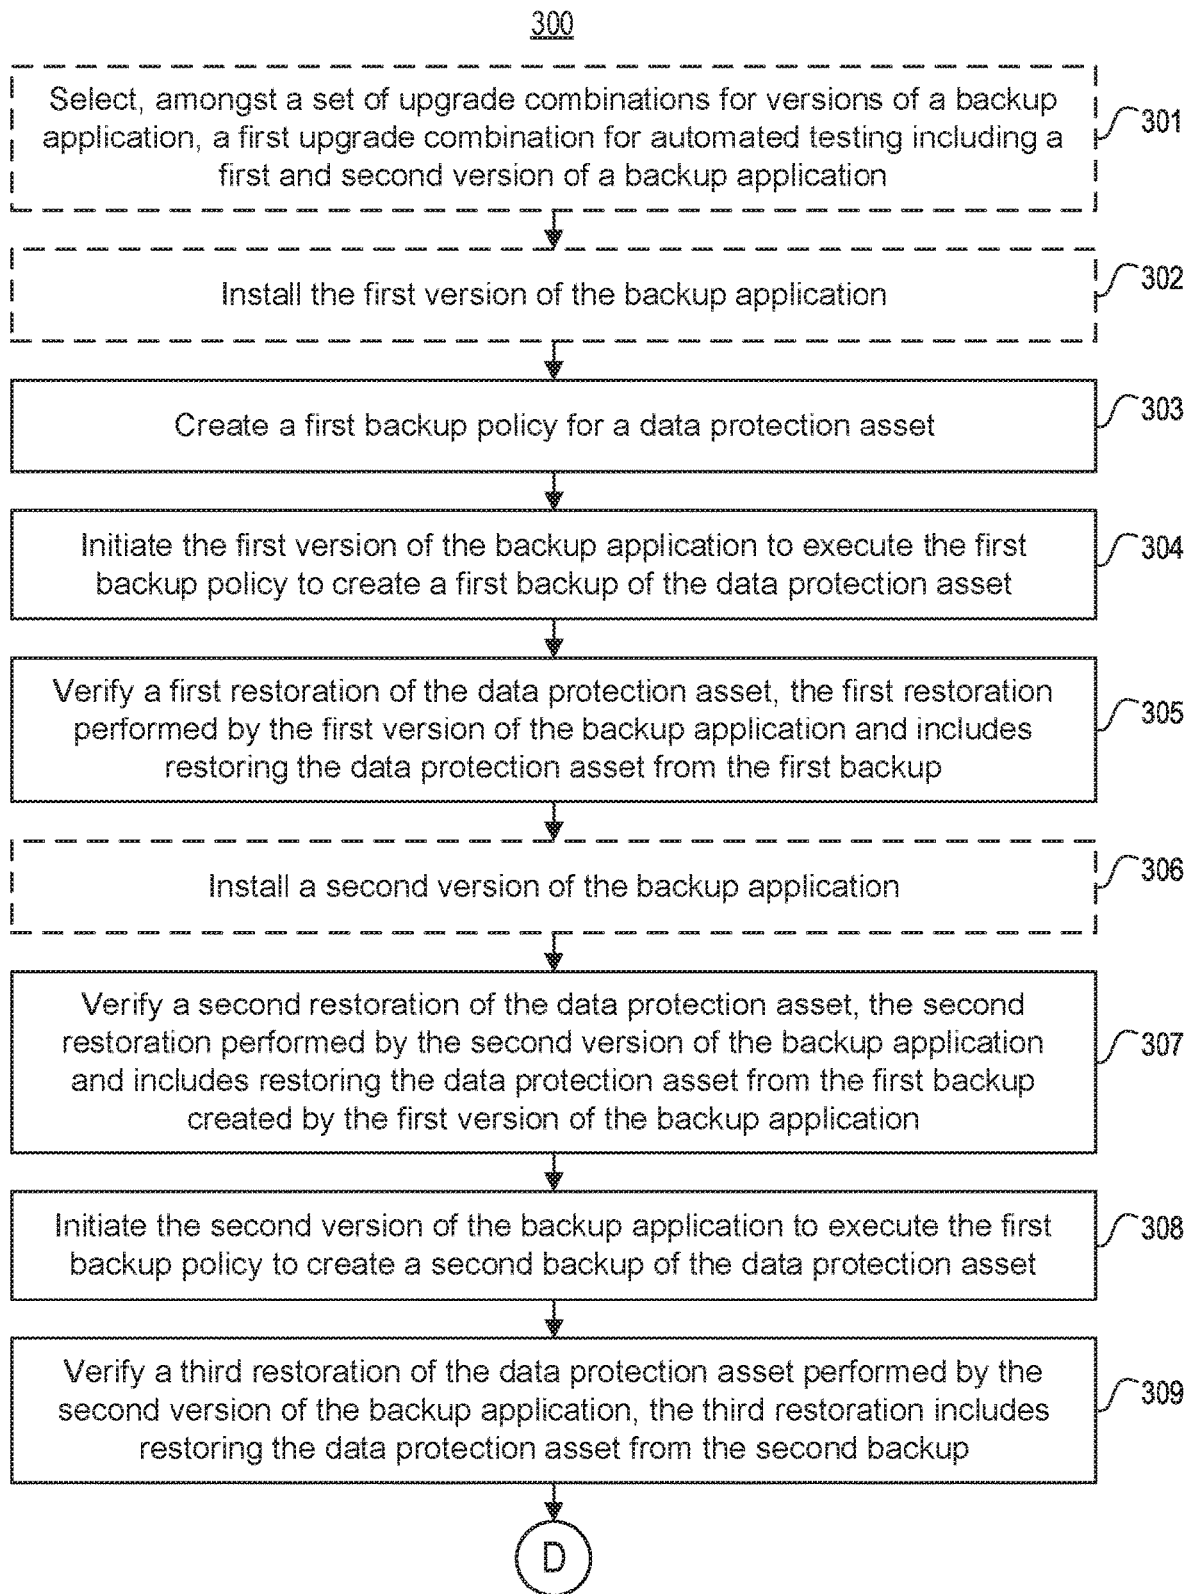 300
Select, amongst a set of upgrade combinations for versions of a backup
application, a first upgrade combination for automated testing including a
first and second version of a backup application
301
Install the first version of the backup application
302
Create a first backup policy for a data protection asset
303
Initiate the first version of the backup application to execute the first
backup policy to create a first backup of the data protection asset
304
Verify a first restoration of the data protection asset, the first restoration
performed by the first version of the backup application and includes
restoring the data protection asset from the first backup
305
Install a second version of the backup application
306
Verify a second restoration of the data protection asset, the second
restoration performed by the second version of the backup application
and includes restoring the data protection asset from the first backup
created by the first version of the backup application
307
Initiate the second version of the backup application to execute the first
backup policy to create a second backup of the data protection asset
308
Verify a third restoration of the data protection asset performed by the
second version of the backup application, the third restoration includes
restoring the data protection asset from the second backup
309
D